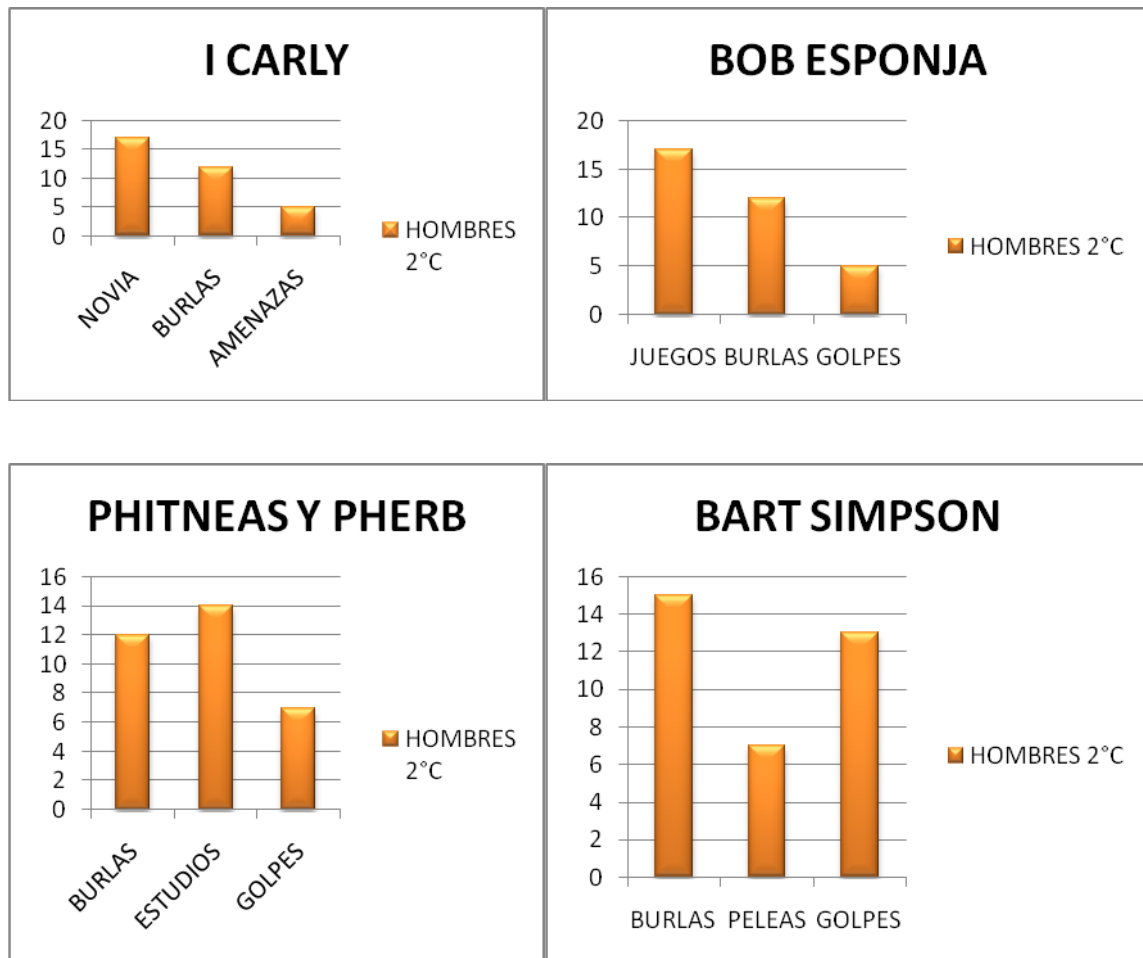 I CARLY
20
15
10
5
0
NOVIA
BURLAS
AMENAZAS
HOMBRES
2°C
BOB ESPONJA
20
15
10
5
0
JUEGOS BURLAS GOLPES
HOMBRES 2°C
PHITNEAS Y PHERB
16
14
12
10
8
6
4
2
0
BURLAS
ESTUDIOS
GOLPES
HOMBRES
2°C
BART SIMPSON
16
14
12
10
8
6
4
2
0
BURLAS PELEAS GOLPES
HOMBRES 2°C